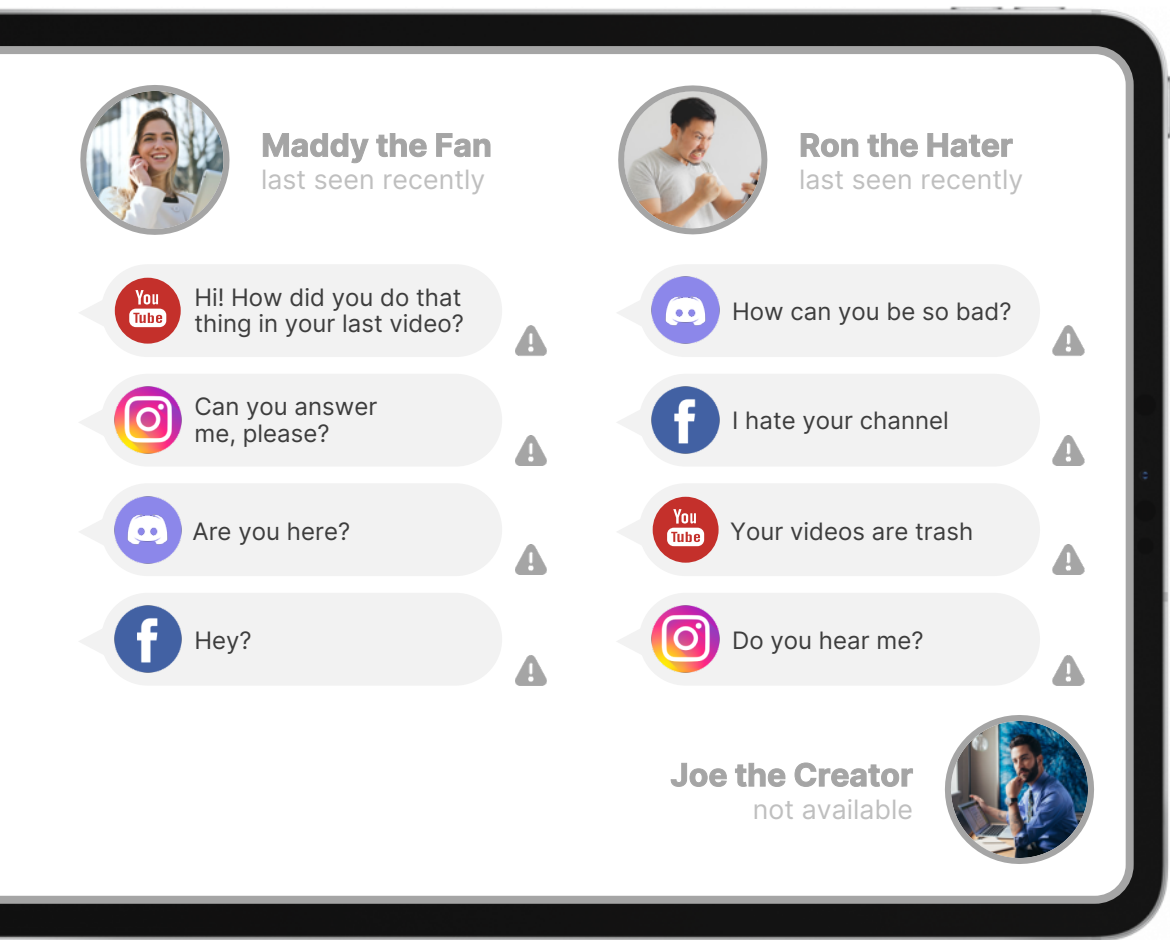 Maddy the Fan
last seen recently
You
Tube
Hi! How did you do that
thing in your last video?
Can you answer
me, please?
Are you here?
f
Hey?
Ron the Hater
last seen recently
How can you be so bad?
f
I hate your channel
You
Tube
Your videos are trash
Do you hear me?
Joe the Creator
not available